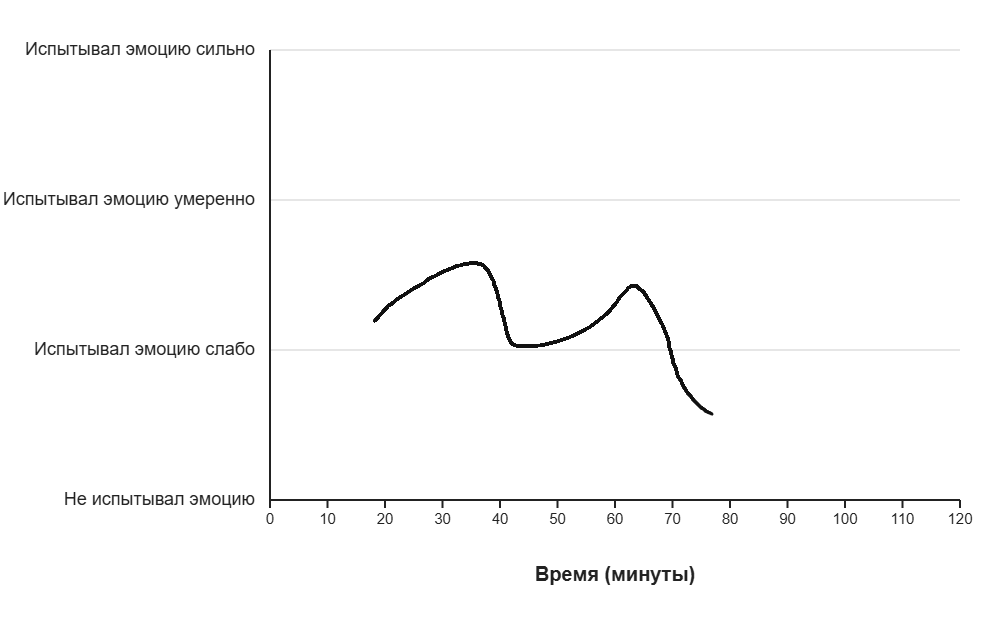 Испытывал эмоцию сильно
Испытывал эмоцию умеренно
Испытывал эмоцию слабо
Не испытывал эмоцию
0 10 20 30 40 50 60 70 80 90 100 110 120
Время (минуты)